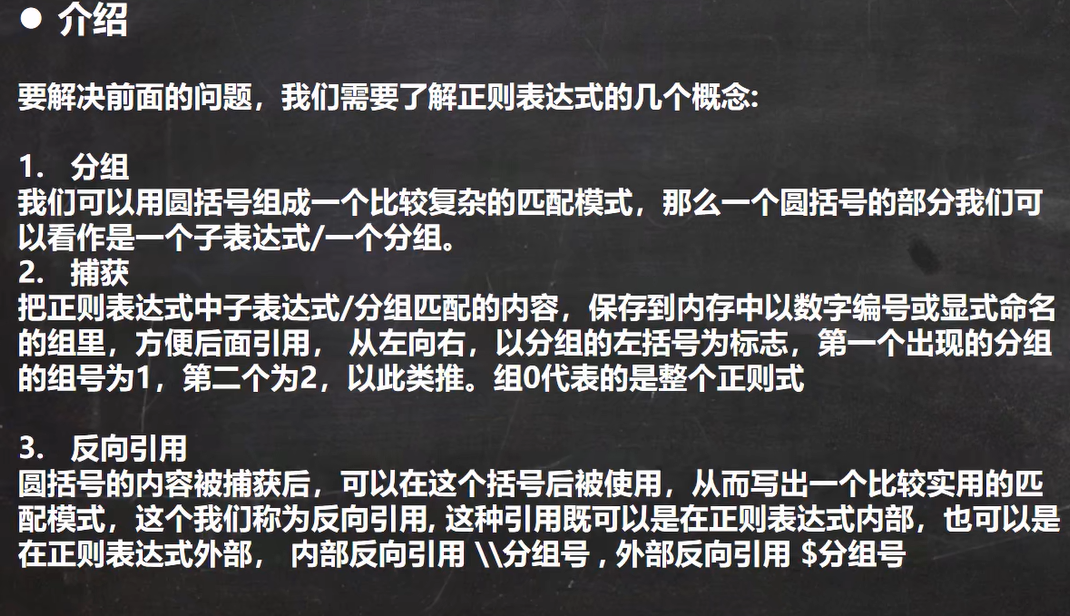 ● 介绍
要解决前面的问题，我们需要了解正则表达式的几个概念:
1. 分组
我们可以用圆括号组成一个比较复杂的匹配模式，那么一个圆括号的部分我们可
以看作是一个子表达式/一个分组。
2. 捕获
把正则表达式中子表达式/分组匹配的内容，保存到内存中以数字编号或显式命名
的组里，方便后面引用， 从左向右，以分组的左括号为标志，第一个出现的分组
的组号为1，第二个为2，以此类推。组0代表的是整个正则式
3. 反向引用
圆括号的内容被捕获后，可以在这个括号后被使用，从而写出一个比较实用的匹
配模式，这个我们称为反向引用, 这种引用既可以是在正则表达式内部，也可以是
在正则表达式外部， 内部反向引用 \\分组号 , 外部反向引用 $分组号